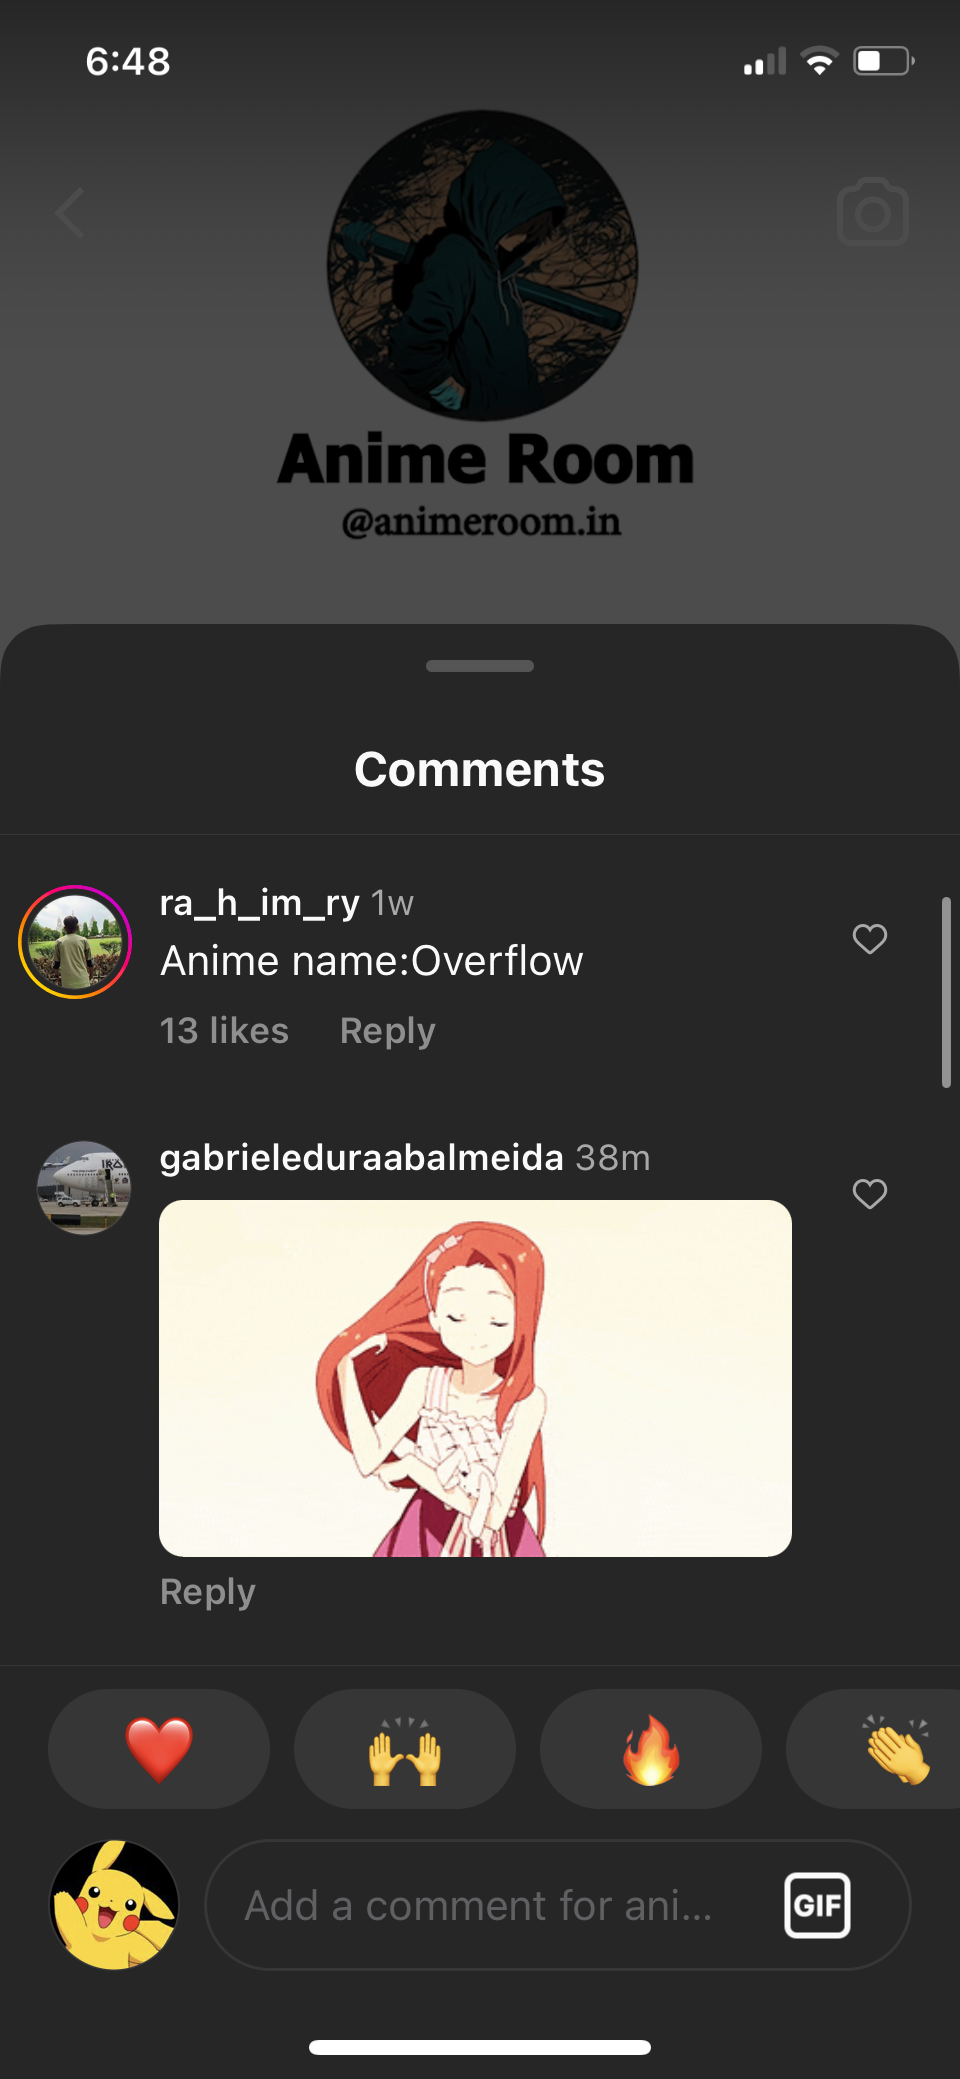 6:48
Anime Room
@animeroom.in
Comments
ra_h_im_ry 1w
Anime name:Overflow
13 likes Reply
gabrieleduraabalmeida 38m
Reply
Add a comment for ani...
GIF